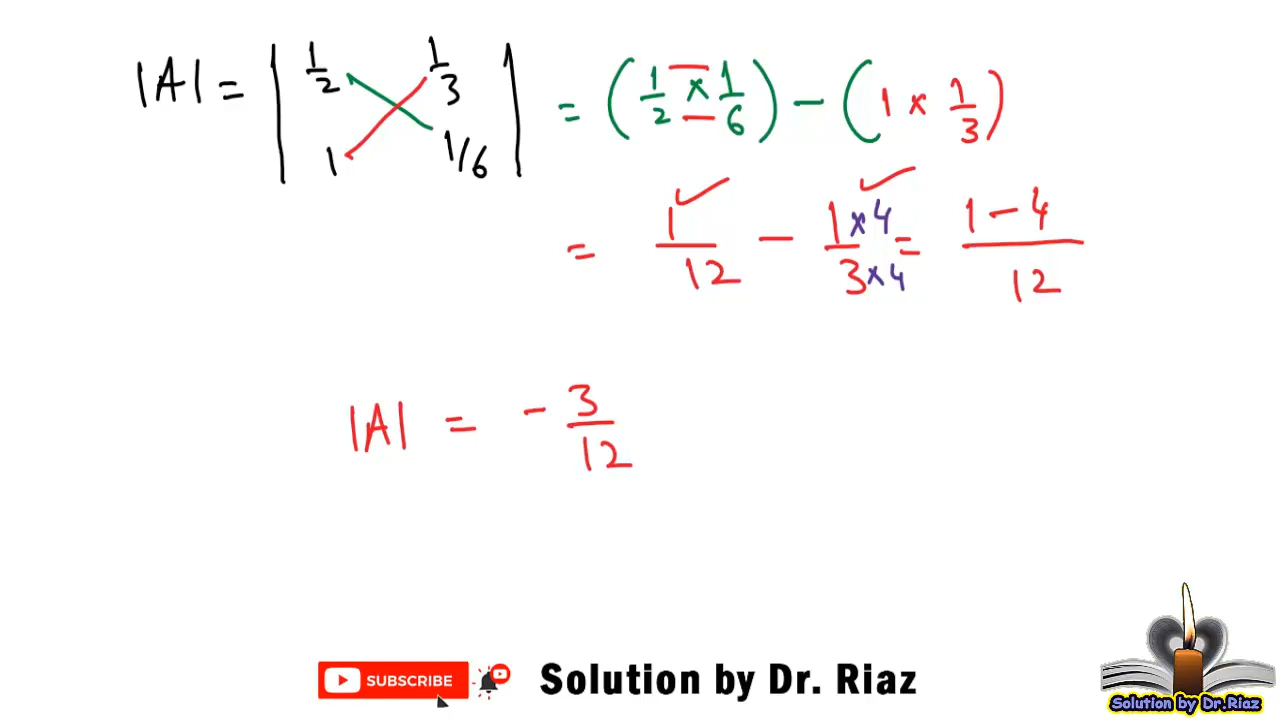 |A| = | 1/2 1/3 | = (1/2 × 1/6) − (1 × 1/3)
| 1 1/6 |
= 1/12 − 1×4/3×4 = 1−4/12
|A| = −3/12
SUBSCRIBE Solution by Dr. Riaz
Solution by Dr.Riaz